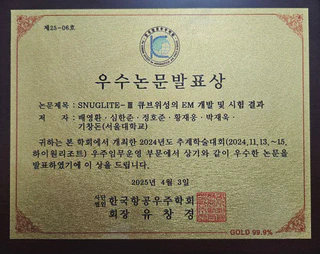 제25-06호
우수논문발표상
논문제목 : SNUGLITE-Ⅲ 큐브위성의 EM 개발 및 시험 결과
저 자 : 배영환 · 심한준 · 정호준 · 황재웅 · 박재욱 ·
기창돈(서울대학교)
귀하는 본 학회에서 개최한 2024년도 추계학술대회(2024.11.13.~15.
하이원리조트) 우주임무운영 부문에서 상기와 같이 우수한 논문을
발표하였기에 이 상을 드립니다.
2025년 4월 3일
사단법인 한국항공우주학회
회장 유창경
GOLD 99.9%